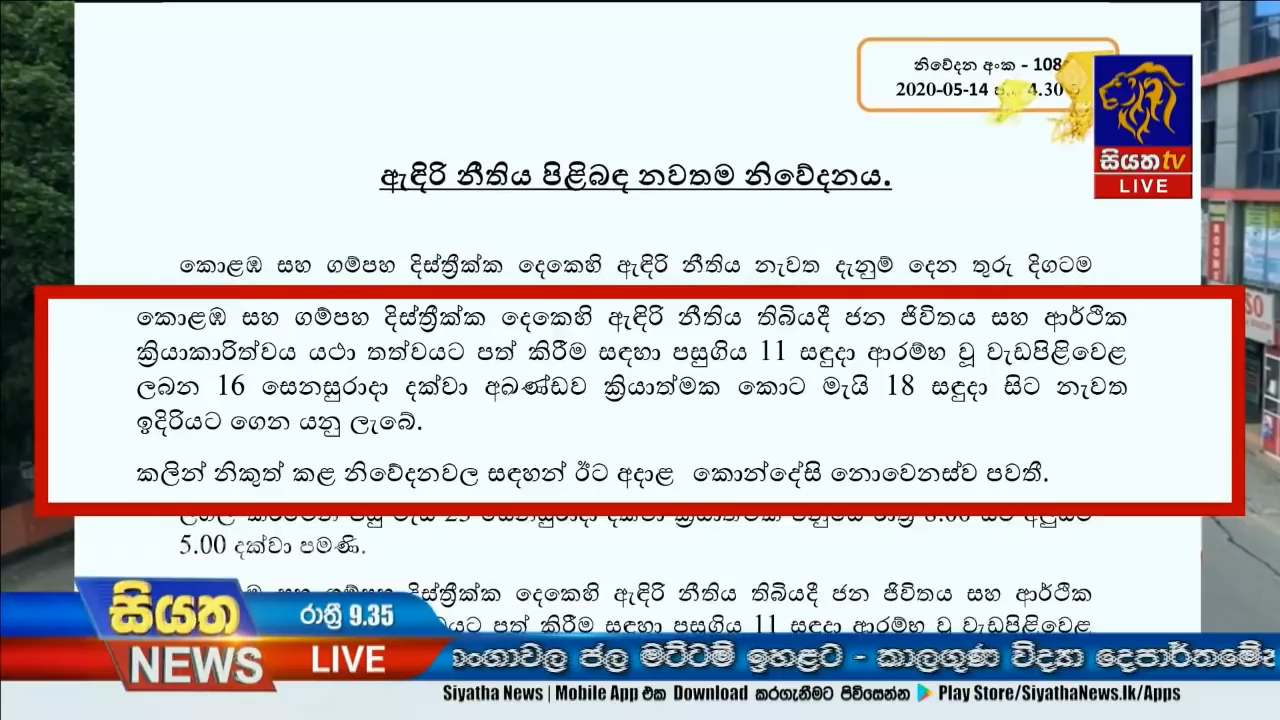 නිවේදන අංක - 108
2020-05-14 4.30
සියත tv
LIVE
ඇඳිරි නීතිය පිළිබඳ නවතම නිවේදනය.
කොළඹ සහ ගම්පහ දිස්ත්‍රික්ක දෙකෙහි ඇඳිරි නීතිය නැවත දැනුම් දෙන තුරු දිගටම
කොළඹ සහ ගම්පහ දිස්ත්‍රික්ක දෙකෙහි ඇඳිරි නීතිය තිබියදී ජන ජිවිතය සහ ආර්ථික
ක්‍රියාකාරිත්වය යථා තත්වයට පත් කිරීම සඳහා පසුගිය 11 සඳුදා ආරම්භ වූ වැඩපිළිවෙළ
ලබන 16 සෙනසුරාදා දක්වා අඛණ්ඩව ක්‍රියාත්මක කොට මැයි 18 සඳුදා සිට නැවත
ඉදිරියට ගෙන යනු ලැබේ.
කලින් නිකුත් කළ නිවේදනවල සඳහන් ඊට අදාළ කොන්දේසි නොවෙනස්ව පවතී.
5.00 දක්වා පමණි.
දිස්ත්‍රික්ක දෙකෙහි ඇඳිරි නීතිය තිබියදී ජන ජිවිතය සහ ආර්ථික
පත් කිරීම සඳහා පසුගිය 11 සඳුදා ආරම්භ වූ වැඩපිළිවෙළ
සියත
NEWS
රාත්‍රී 9.35
LIVE
ජල මට්ටම් ඉහළට - කාලගුණ විද්‍යා
Siyatha News | Mobile App එක Download කරගැනීමට පිවිසෙන්න Play Store/SiyathaNews.lk/Apps